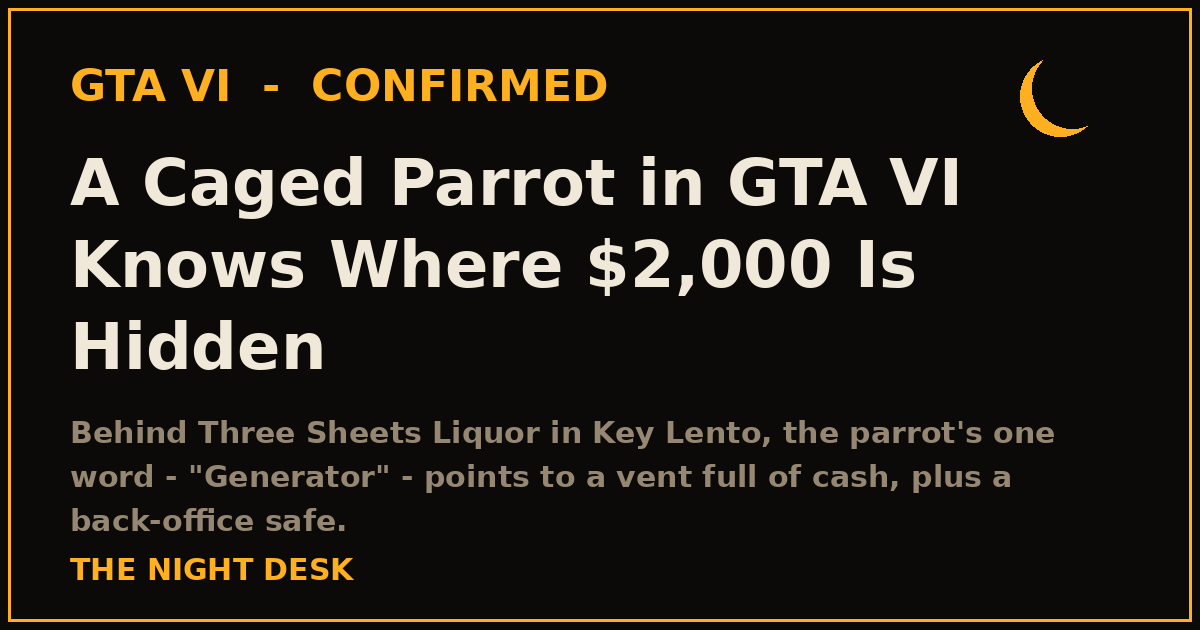 GTA VI - CONFIRMED
A Caged Parrot in GTA VI
Knows Where $2,000 Is
Hidden
Behind Three Sheets Liquor in Key Lento, the parrot's one
word - "Generator" - points to a vent full of cash, plus a
back-office safe.
THE NIGHT DESK